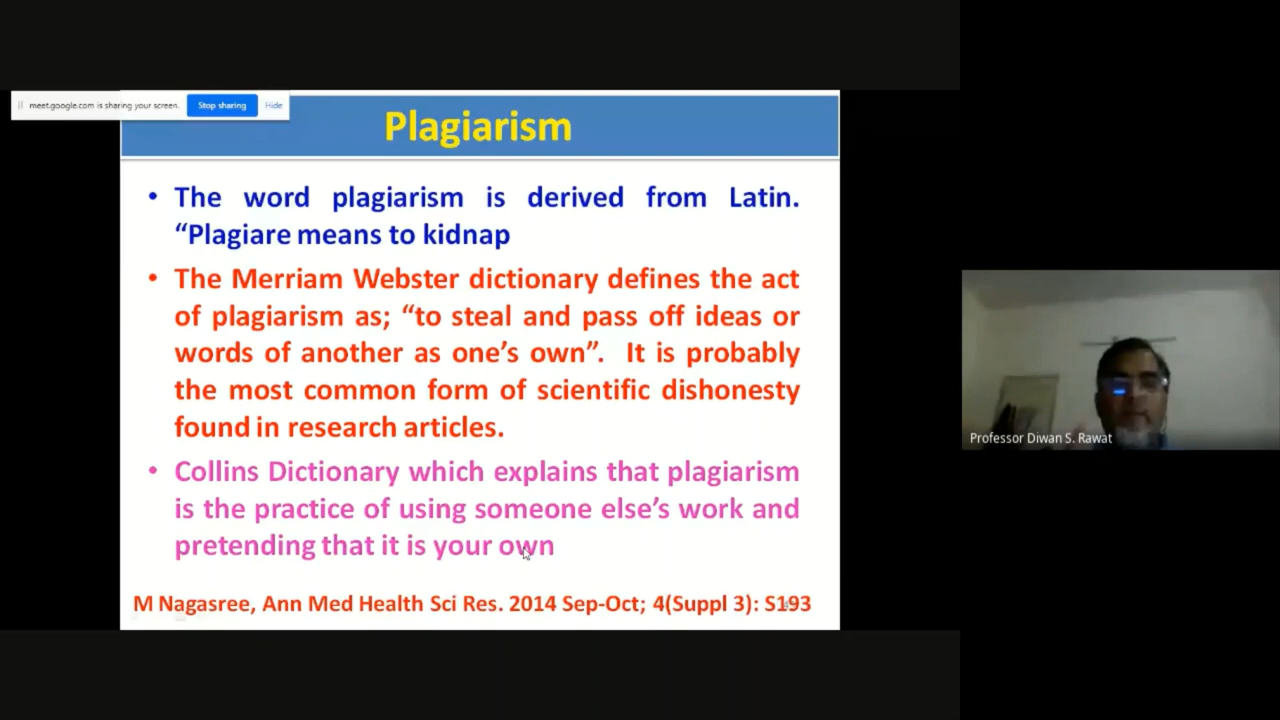 meet.google.com is sharing your screen. Stop sharing Hide
Plagiarism
• The word plagiarism is derived from Latin.
“Plagiare means to kidnap
• The Merriam Webster dictionary defines the act
of plagiarism as; “to steal and pass off ideas or
words of another as one’s own”. It is probably
the most common form of scientific dishonesty
found in research articles.
• Collins Dictionary which explains that plagiarism
is the practice of using someone else’s work and
pretending that it is your own
M Nagasree, Ann Med Health Sci Res. 2014 Sep-Oct; 4(Suppl 3): S193
Professor Diwan S. Rawat